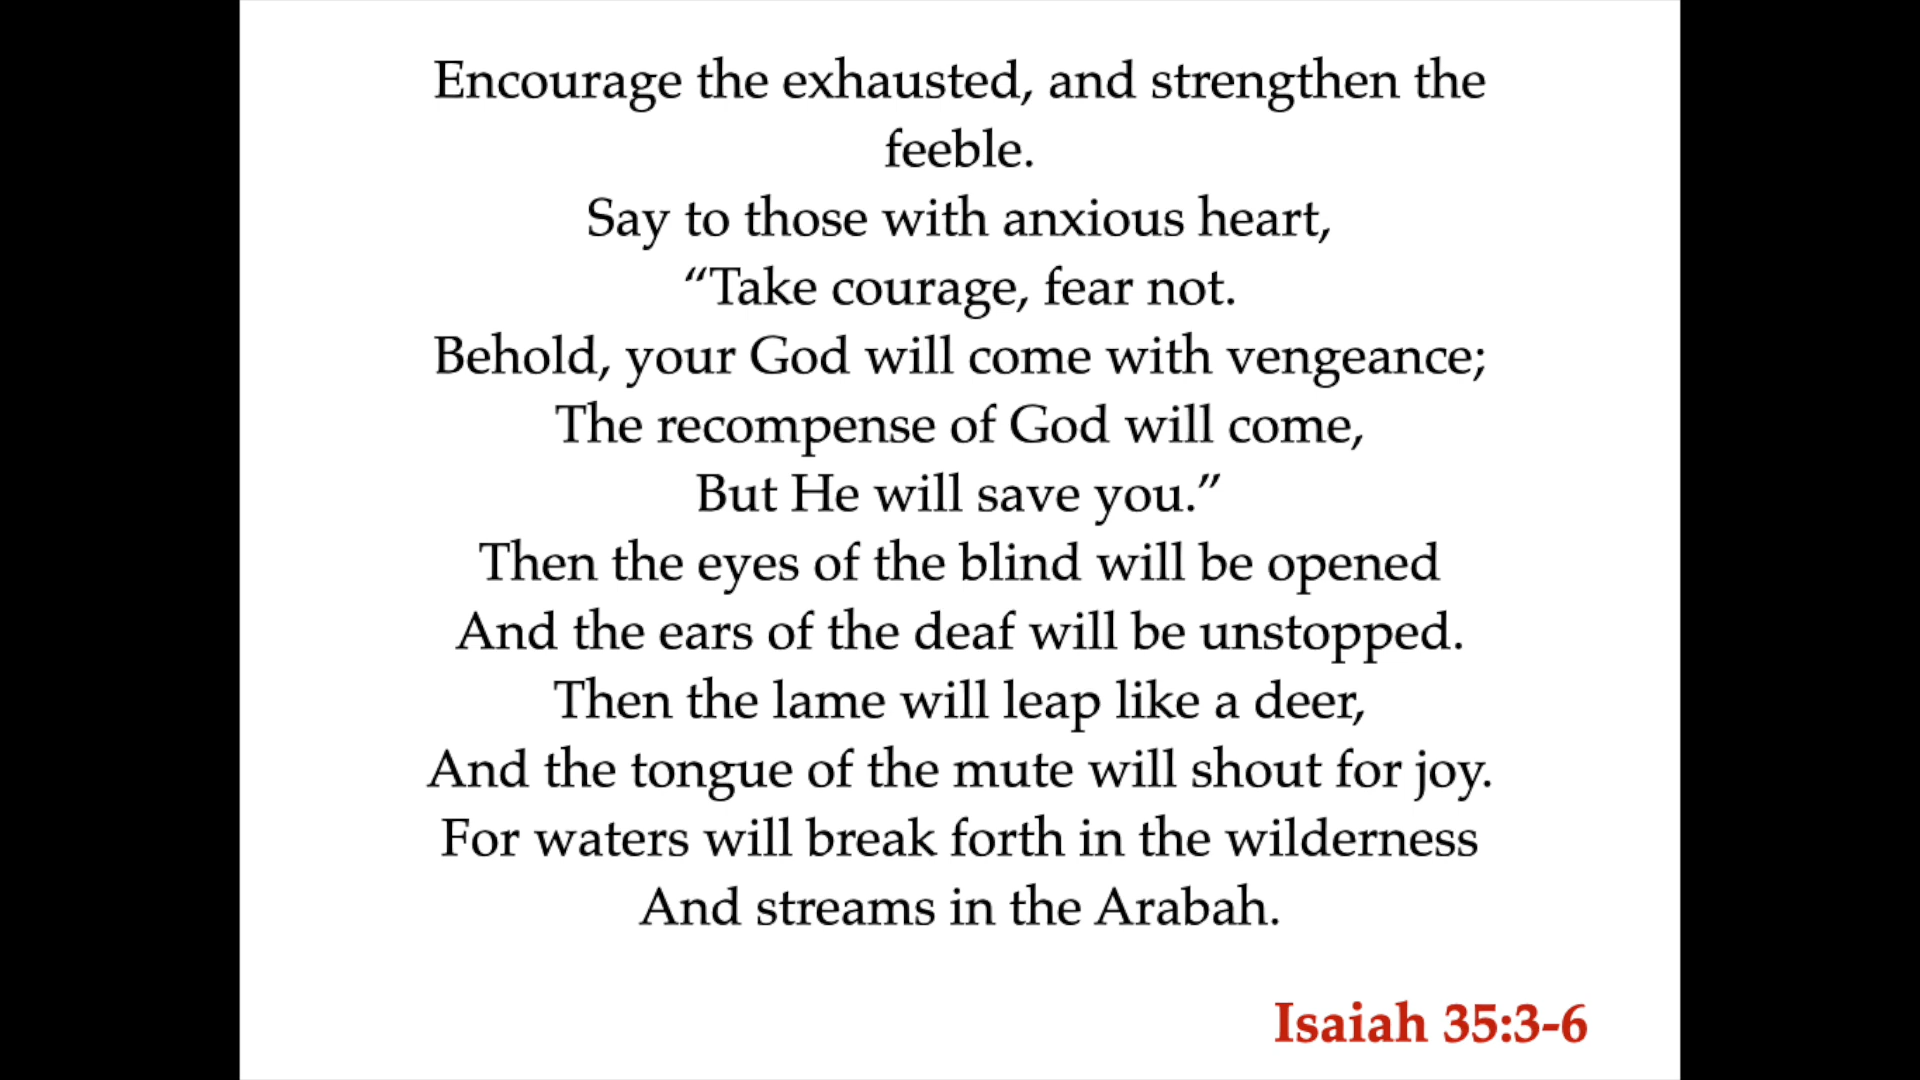 Encourage the exhausted, and strengthen the
feeble.
Say to those with anxious heart,
“Take courage, fear not.
Behold, your God will come with vengeance;
The recompense of God will come,
But He will save you.”
Then the eyes of the blind will be opened
And the ears of the deaf will be unstopped.
Then the lame will leap like a deer,
And the tongue of the mute will shout for joy.
For waters will break forth in the wilderness
And streams in the Arabah.
Isaiah 35:3-6